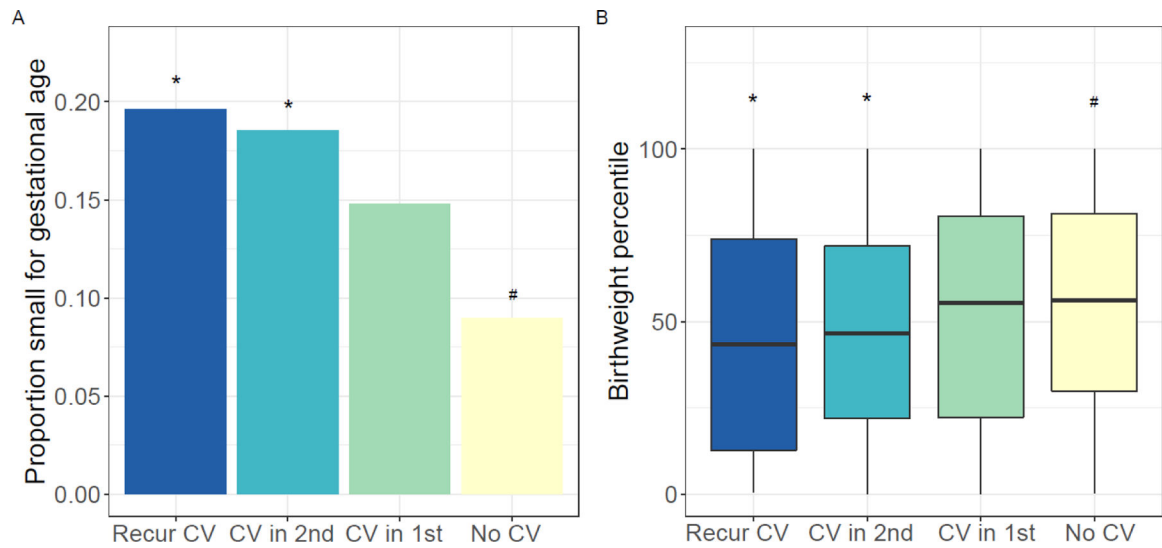 A
Proportion small for gestational age
0.20
0.15
0.10
0.05
0.00
*
*
#
Recur CV
CV in 2nd
CV in 1st
No CV
B
Birthweight percentile
100
50
0
*
*
#
Recur CV
CV in 2nd
CV in 1st
No CV